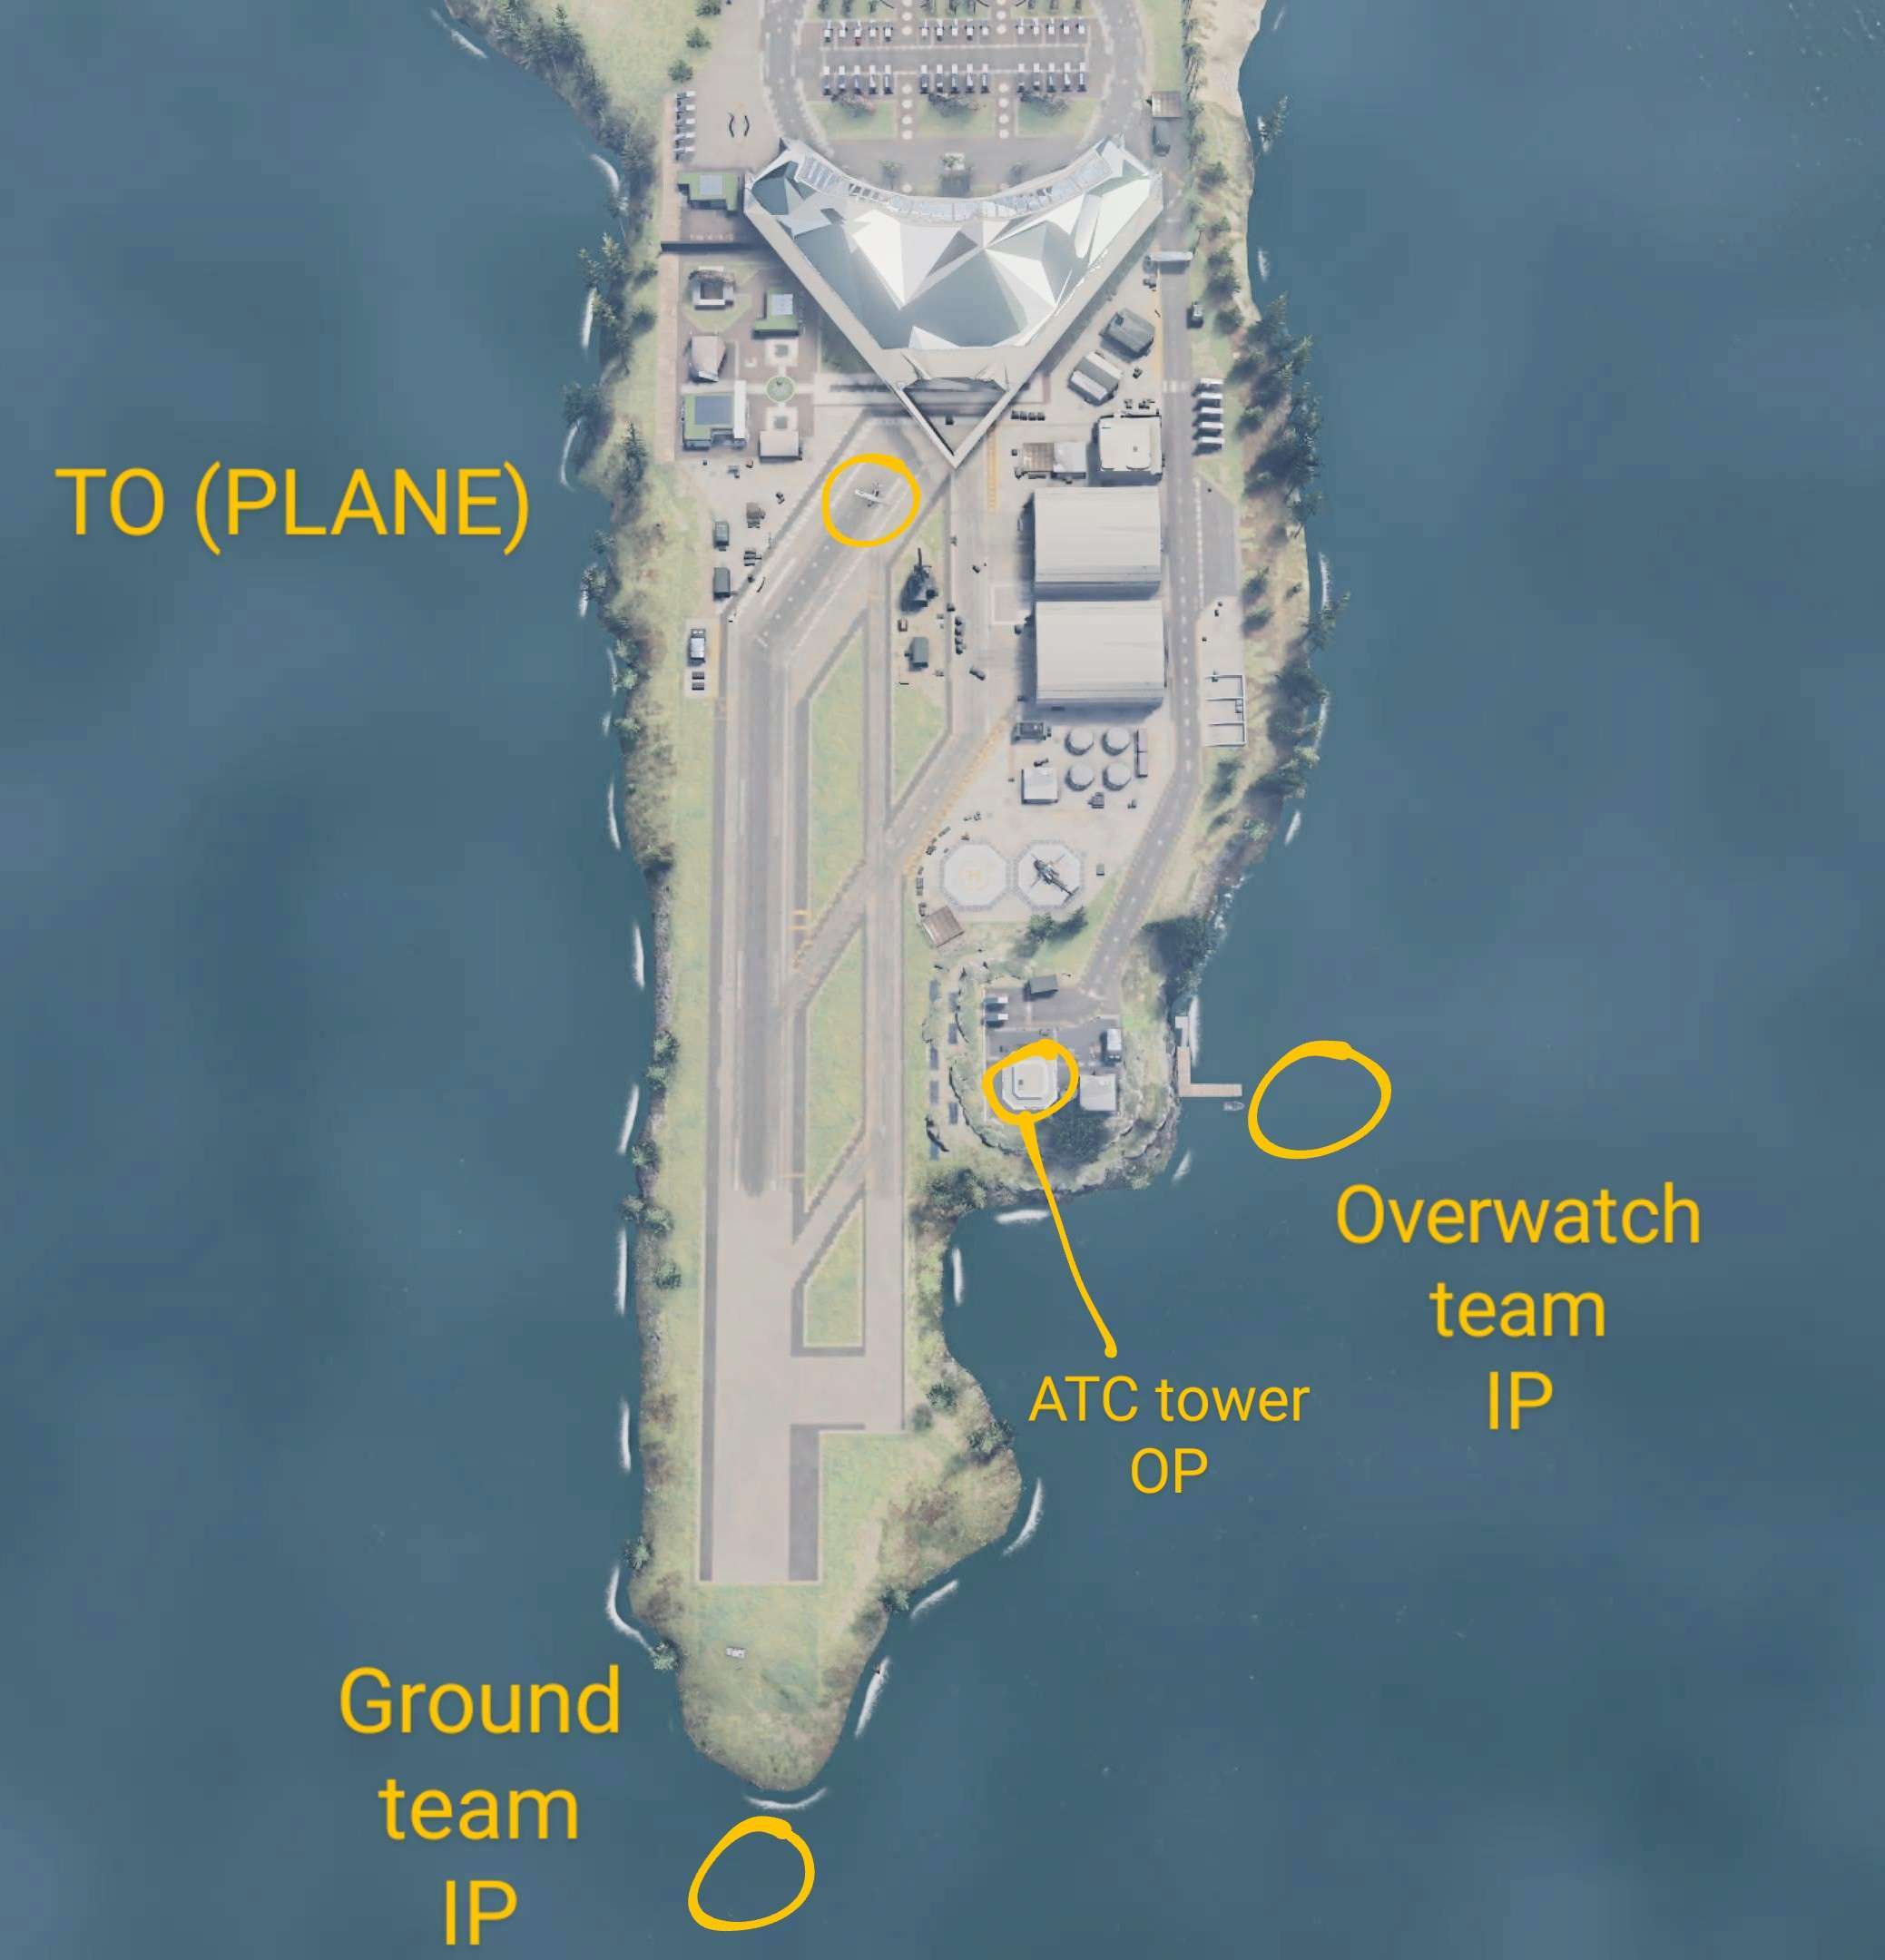 TO (PLANE)
Overwatch
team
IP
ATC tower
OP
Ground
team
IP